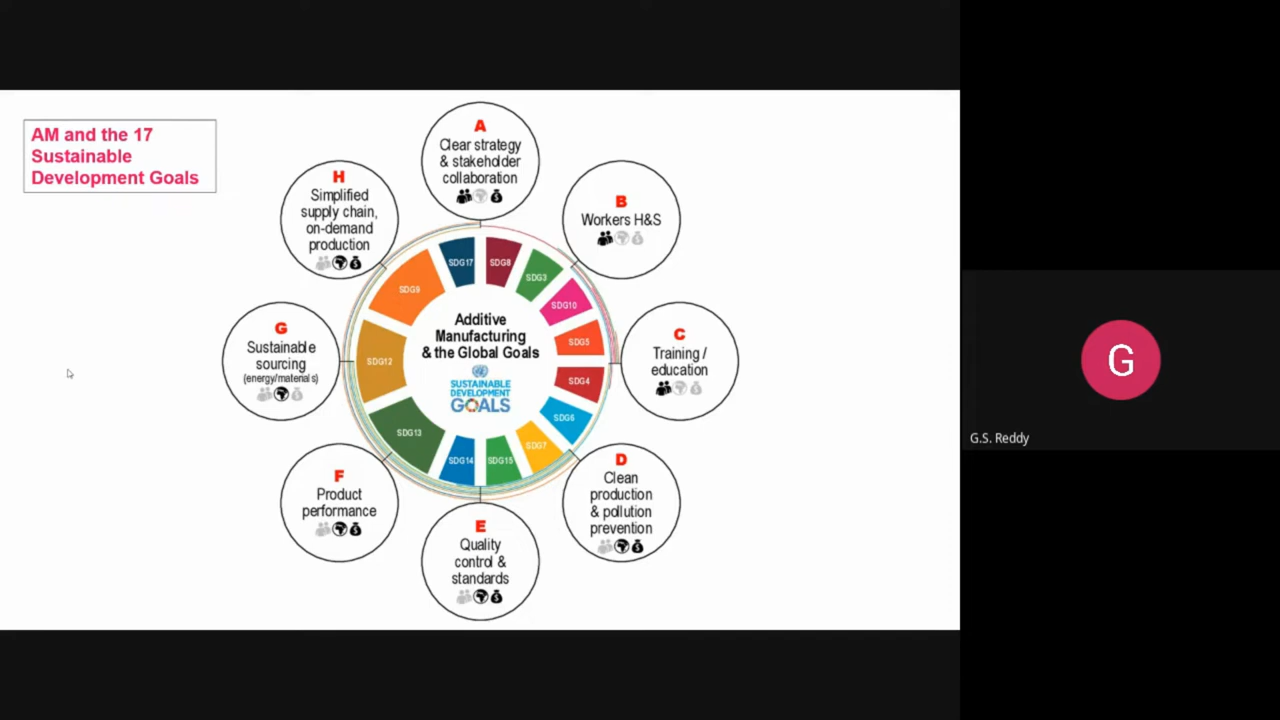 AM and the 17
Sustainable
Development Goals
A
Clear strategy
& stakeholder
collaboration
B
Workers H&S
C
Training /
education
D
Clean
production
& pollution
prevention
E
Quality
control &
standards
F
Product
performance
G
Sustainable
sourcing
(energy/materials)
H
Simplified
supply chain,
on-demand
production
SDG17
SDG8
SDG3
SDG10
SDG5
SDG4
SDG6
SDG7
SDG15
SDG14
SDG13
SDG12
SDG9
Additive
Manufacturing
& the Global Goals
SUSTAINABLE
DEVELOPMENT
GOALS
G
G.S. Reddy